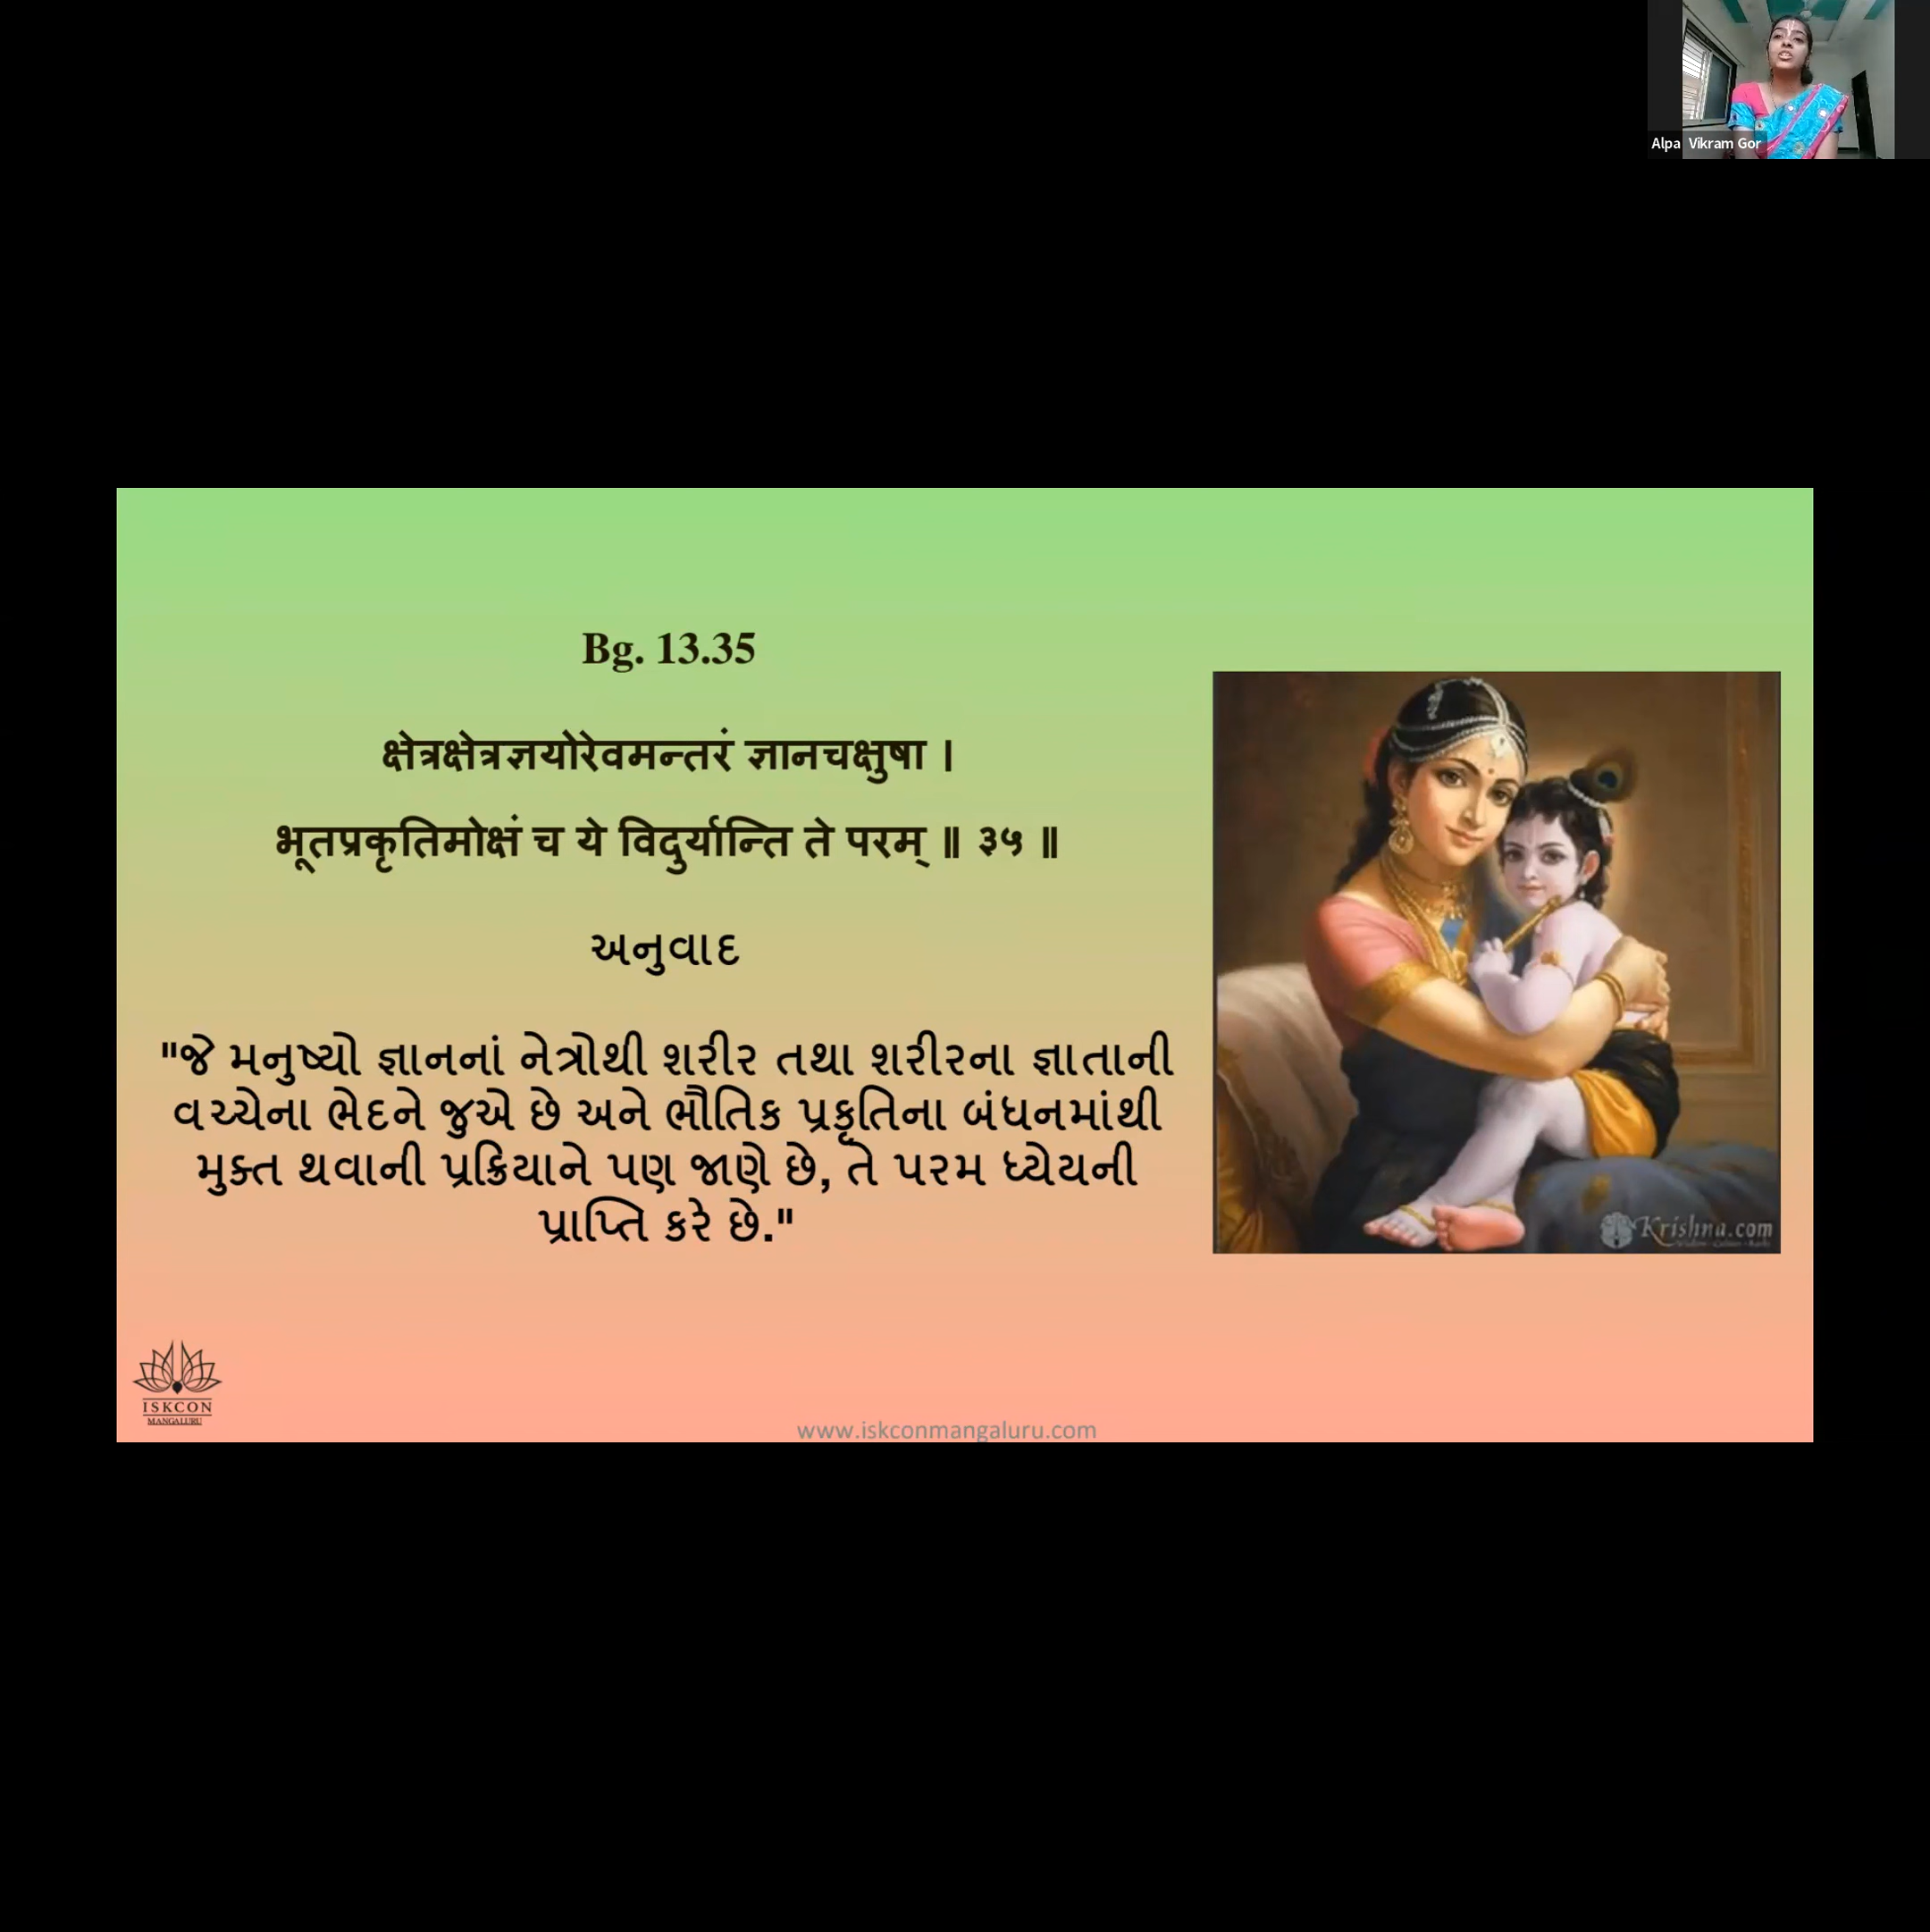 Alpa Vikram Gor
Bg. 13.35
क्षेत्रक्षेत्रज्ञयोरेवमन्तरं ज्ञानचक्षुषा ।
भूतप्रकृतिमोक्षं च ये विदुर्यान्ति ते परम् ॥ ३५ ॥
અનુવાદ
"જે મનુષ્યો જ્ઞાનનાં નેત્રોથી શરીર તથા શરીરના જ્ઞાતાની
વચ્ચેના ભેદને જુએ છે અને ભૌતિક પ્રકૃતિના બંધનમાંથી
મુક્ત થવાની પ્રક્રિયાને પણ જાણે છે, તે પરમ ધ્યેયની
પ્રાપ્તિ કરે છે."
Krishna.com
ISKCON
MANGALURU
www.iskconmangaluru.com